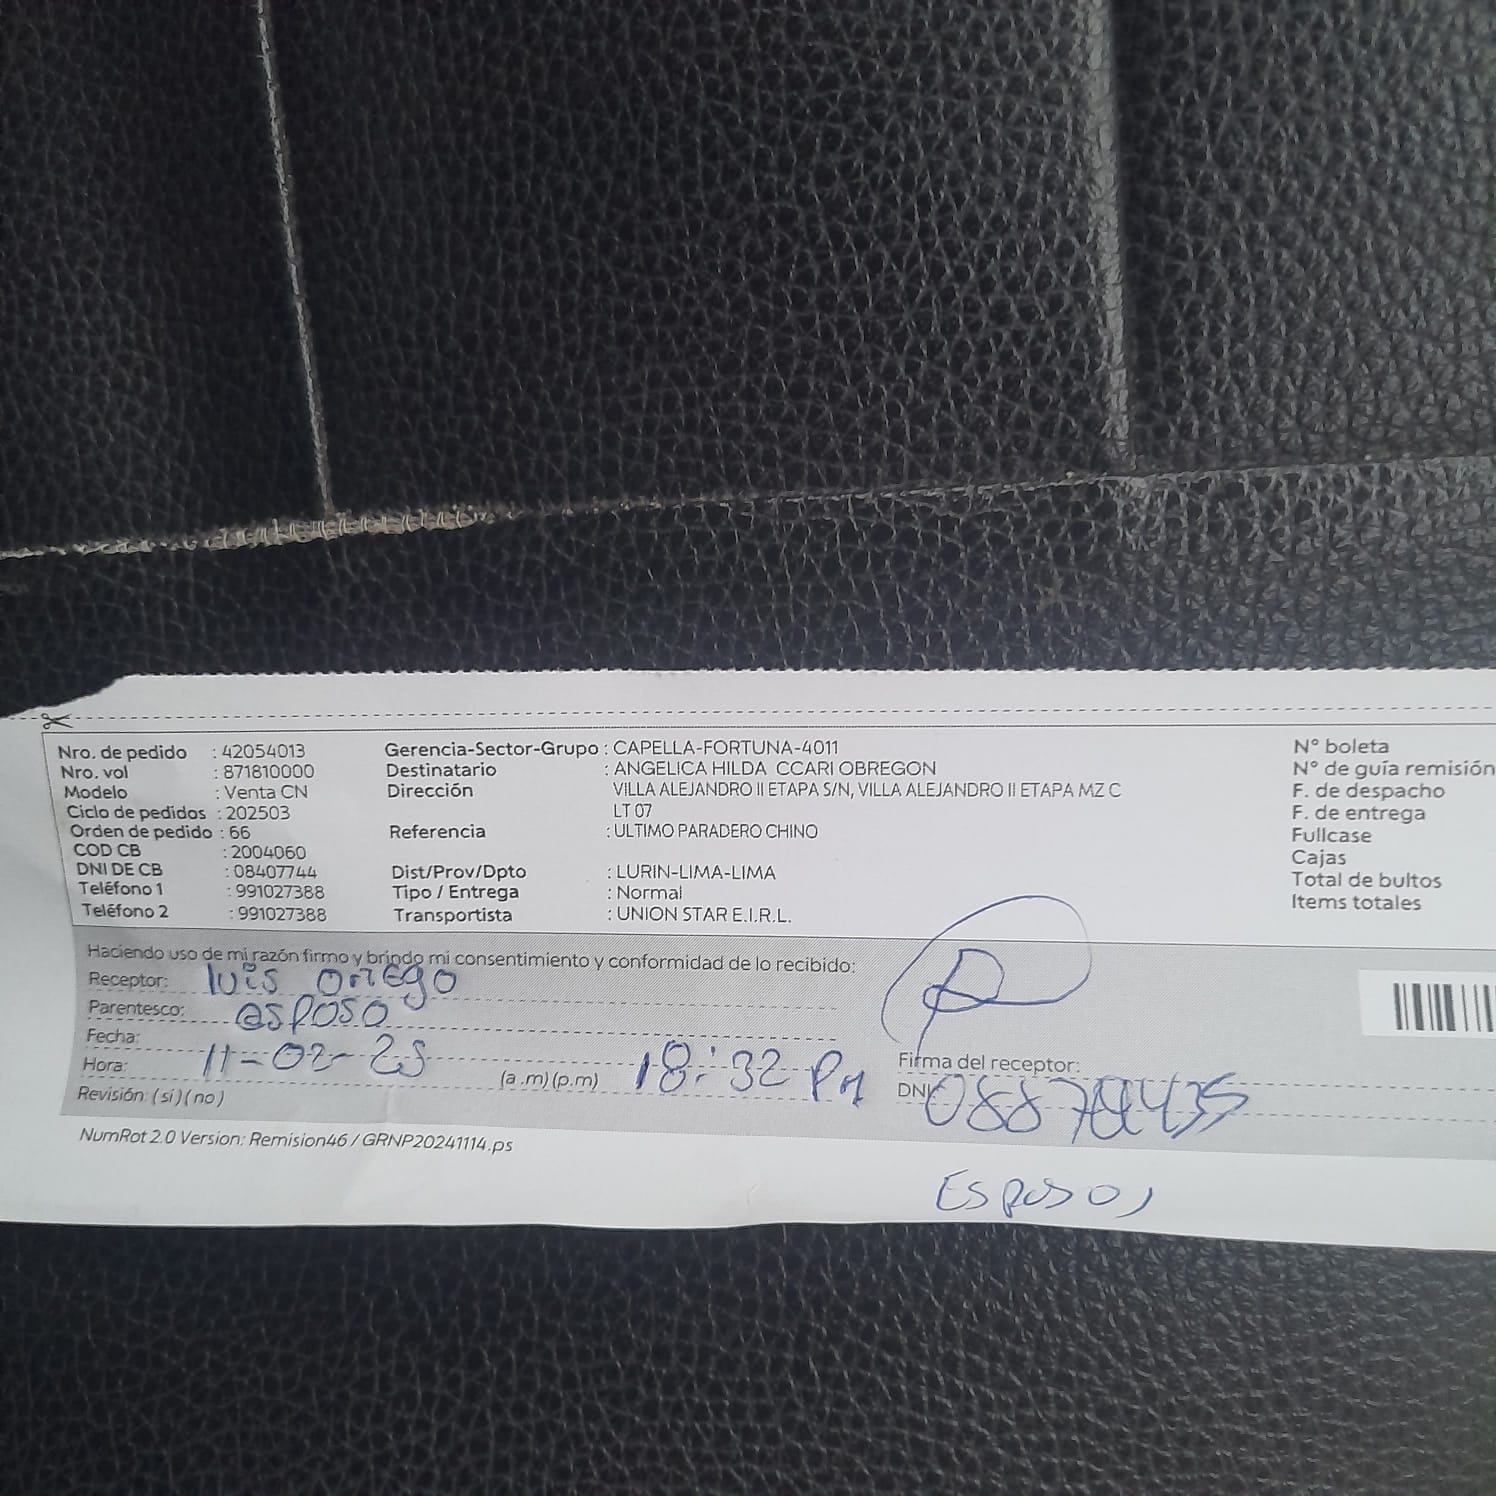 Nro. de pedido : 42054013 Gerencia-Sector-Grupo : CAPELLA-FORTUNA-4011 N° boleta
Nro. vol : 871810000 Destinatario : ANGELICA HILDA CCARI OBREGON N° de guía remisión
Modelo : Venta CN Dirección VILLA ALEJANDRO II ETAPA S/N, VILLA ALEJANDRO II ETAPA MZ C F. de despacho
Ciclo de pedidos : 202503 LT 07 F. de entrega
Orden de pedido : 66 Referencia : ULTIMO PARADERO CHINO Fullcase
COD CB : 2004060 Cajas
DNI DE CB : 08407744 Dist/Prov/Dpto : LURIN-LIMA-LIMA Total de bultos
Teléfono 1 : 991027388 Tipo / Entrega : Normal Items totales
Teléfono 2 : 991027388 Transportista : UNION STAR E.I.R.L.
Haciendo uso de mi razón firmo y brindo mi consentimiento y conformidad de lo recibido:
Receptor: luis orrego
Parentesco: esposo
Fecha: 11-02-25
Hora: (a.m)(p.m) 18:32 Pm Firma del receptor:
Revisión: (si)(no) DNI
NumRot 2.0 Version: Remision46 / GRNP20241114.ps
Esposo